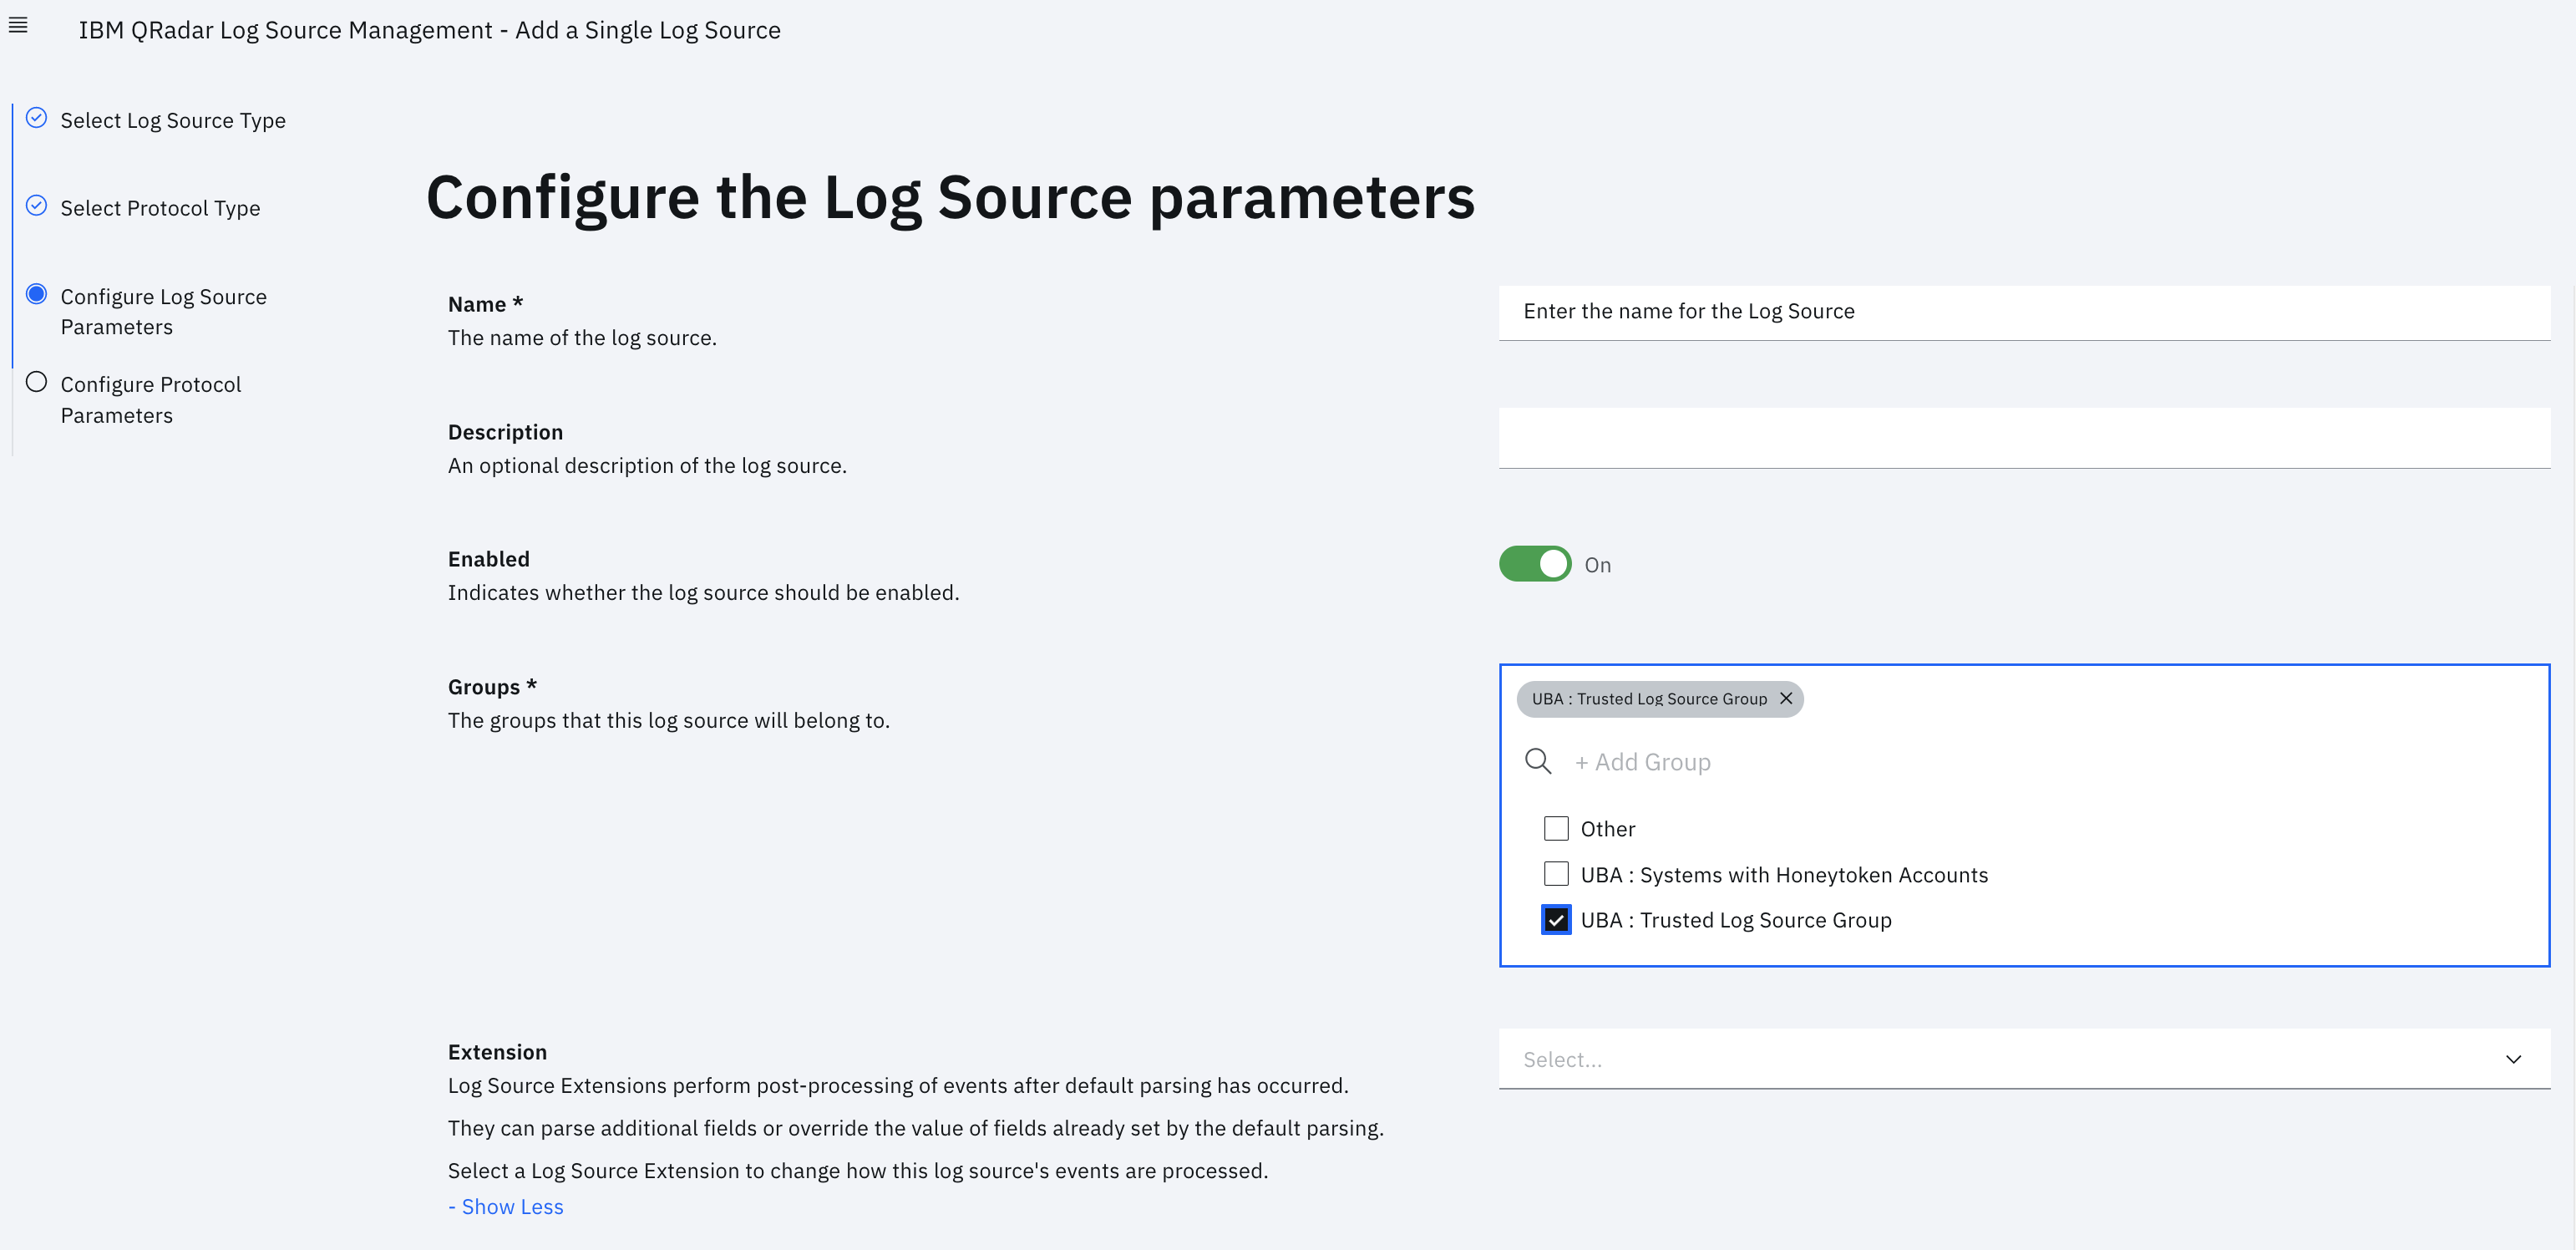 IBM QRadar Log Source Management - Add a Single Log Source
Select Log Source Type
Select Protocol Type
Configure Log Source
Parameters
Configure Protocol
Parameters
Configure the Log Source parameters
Name *
The name of the log source.
Enter the name for the Log Source
Description
An optional description of the log source.
Enabled
Indicates whether the log source should be enabled.
On
Groups *
The groups that this log source will belong to.
UBA : Trusted Log Source Group
+ Add Group
Other
UBA : Systems with Honeytoken Accounts
UBA : Trusted Log Source Group
Extension
Log Source Extensions perform post-processing of events after default parsing has occurred.
They can parse additional fields or override the value of fields already set by the default parsing.
Select a Log Source Extension to change how this log source's events are processed.
- Show Less
Select...